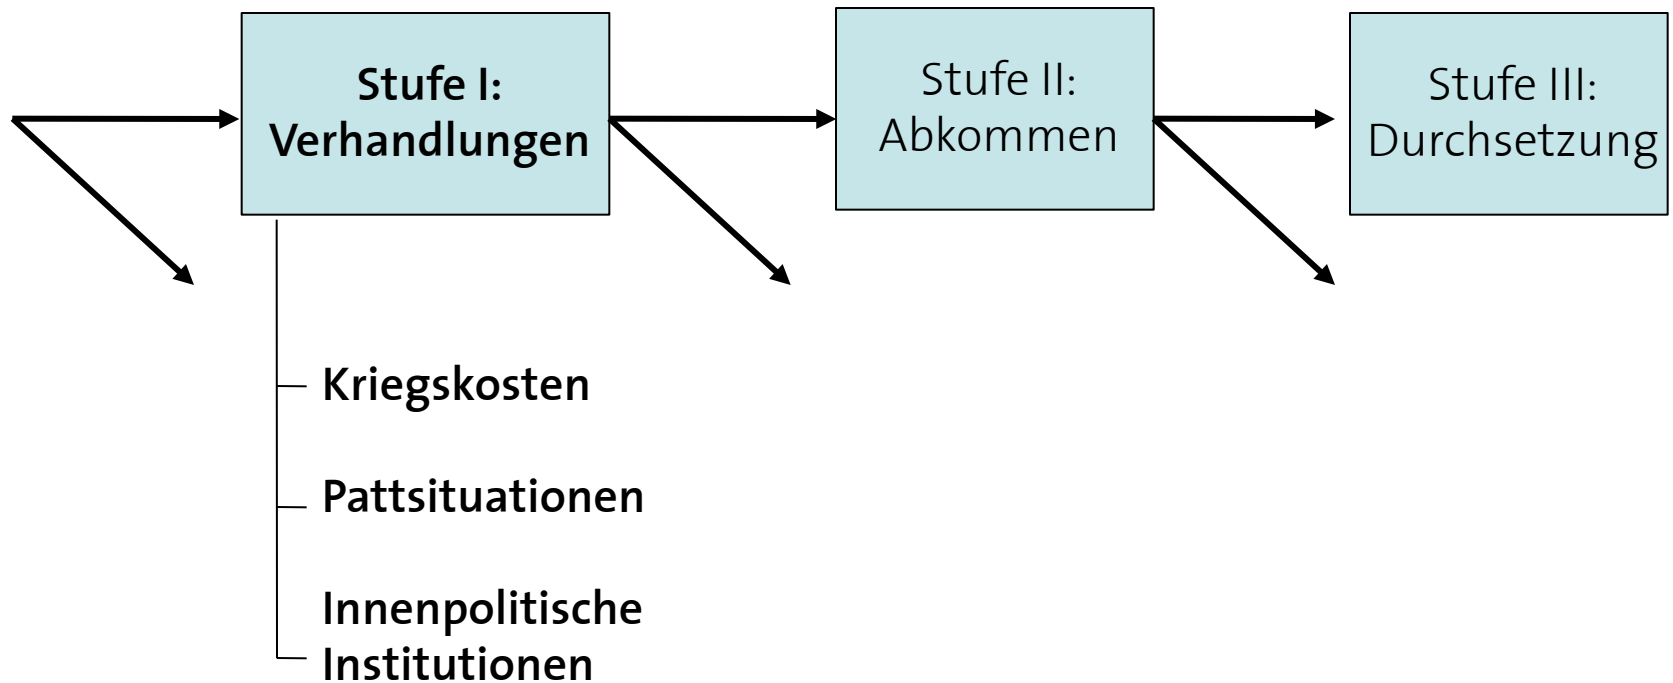 Stufe I:
Verhandlungen
Stufe II:
Abkommen
Stufe III:
Durchsetzung
Kriegskosten
Pattsituationen
Innenpolitische
Institutionen